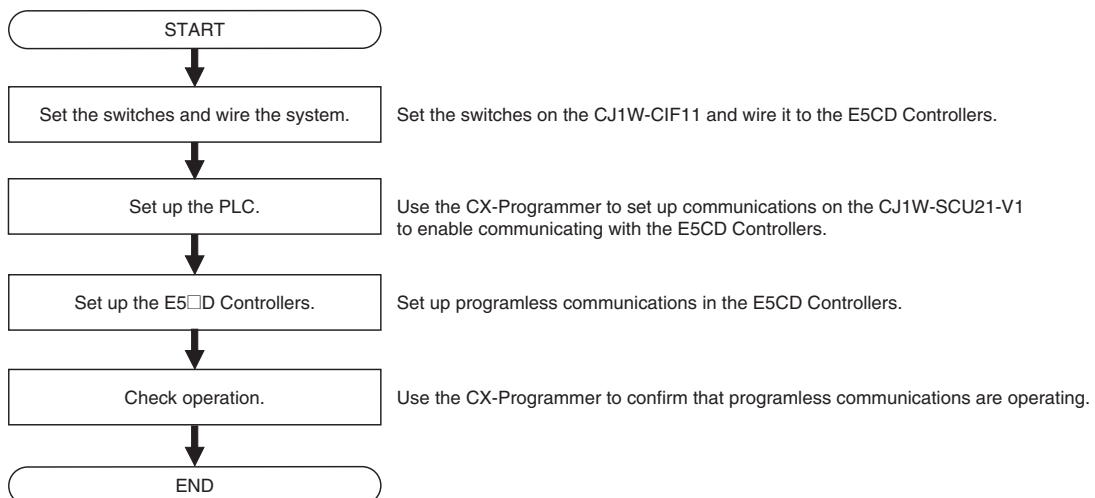 START
Set the switches and wire the system.
Set the switches on the CJ1W-CIF11 and wire it to the E5CD Controllers.
Set up the PLC.
Use the CX-Programmer to set up communications on the CJ1W-SCU21-V1
to enable communicating with the E5CD Controllers.
Set up the E5□D Controllers.
Set up programless communications in the E5CD Controllers.
Check operation.
Use the CX-Programmer to confirm that programless communications are operating.
END